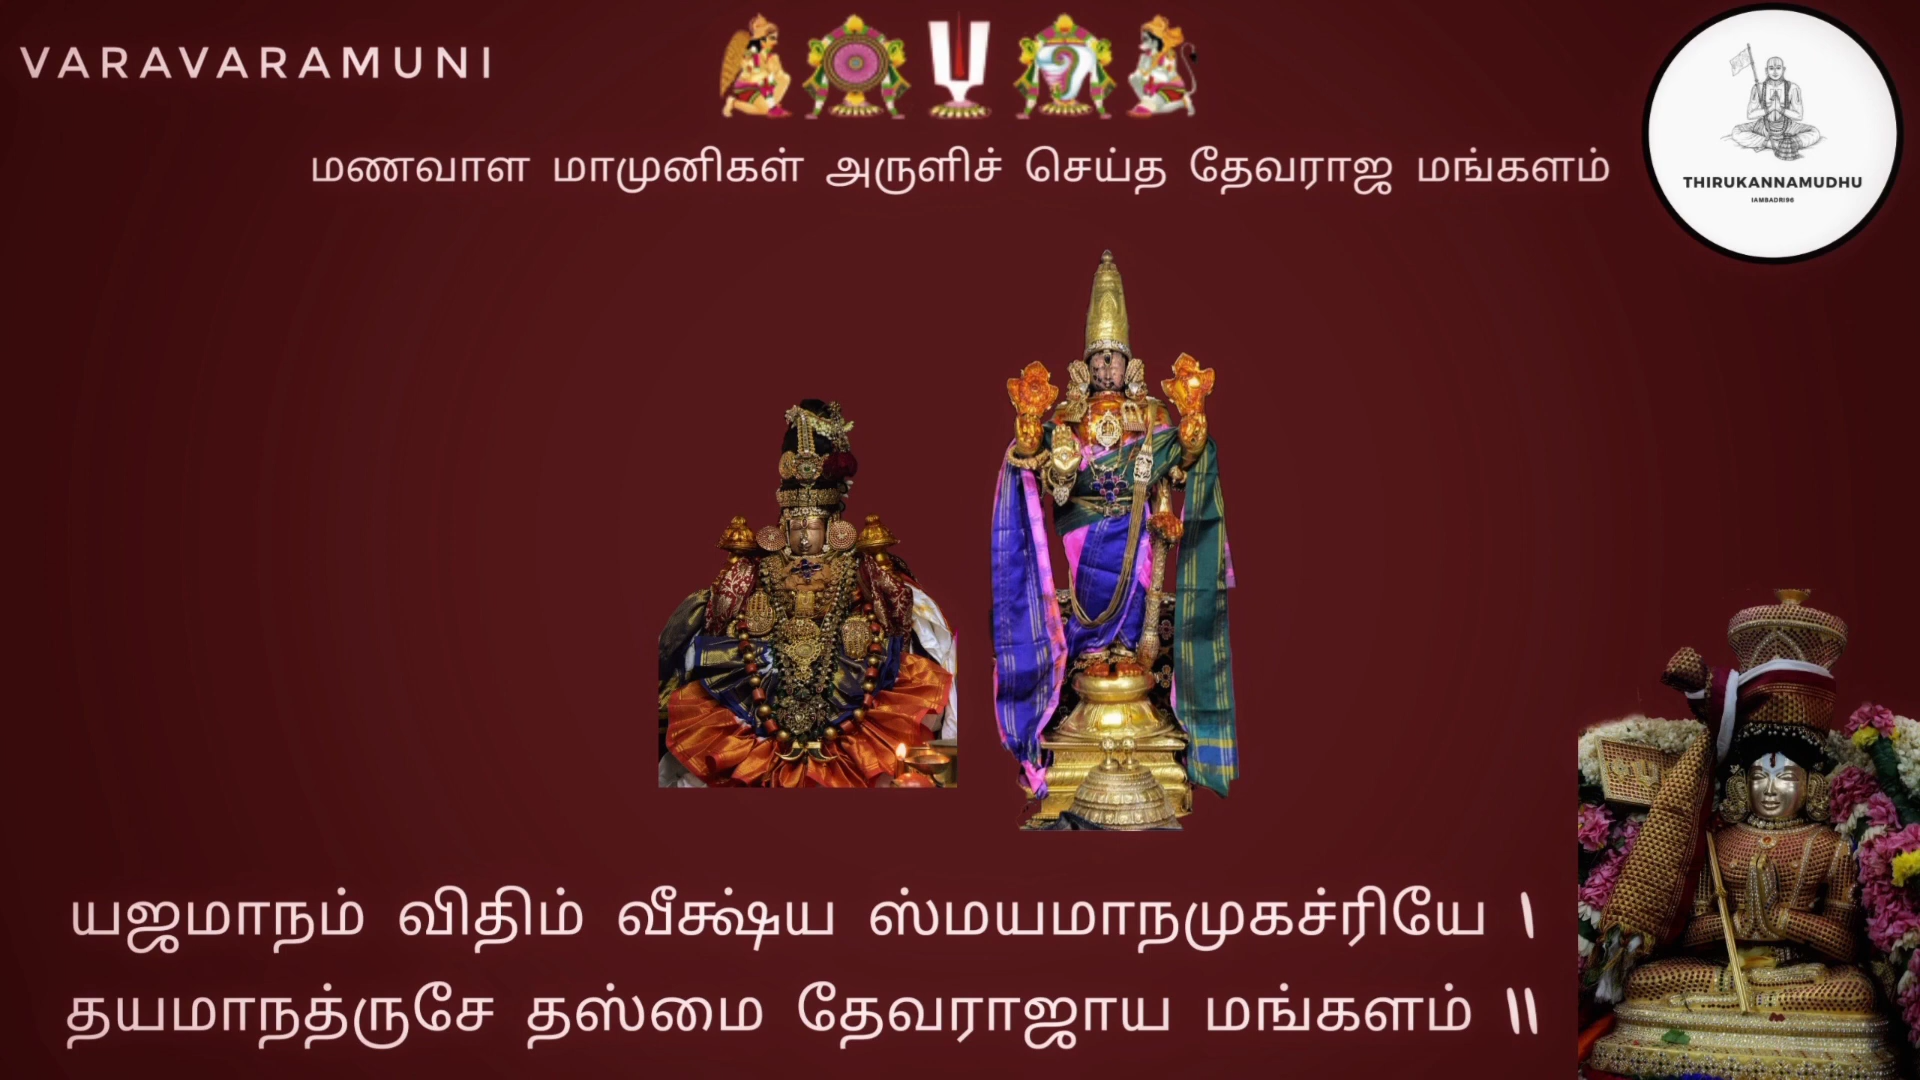 VARAVARAMUNI
மணவாள மாமுனிகள் அருளிச் செய்த தேவராஜ மங்களம்
THIRUKANNAMUDHU
IAMBADRI96
யஜமாநம் விதிம் வீக்ஷ்ய ஸ்மயமாநமுகச்ரியே ।
தயமாநத்ருசே தஸ்மை தேவராஜாய மங்களம் ॥